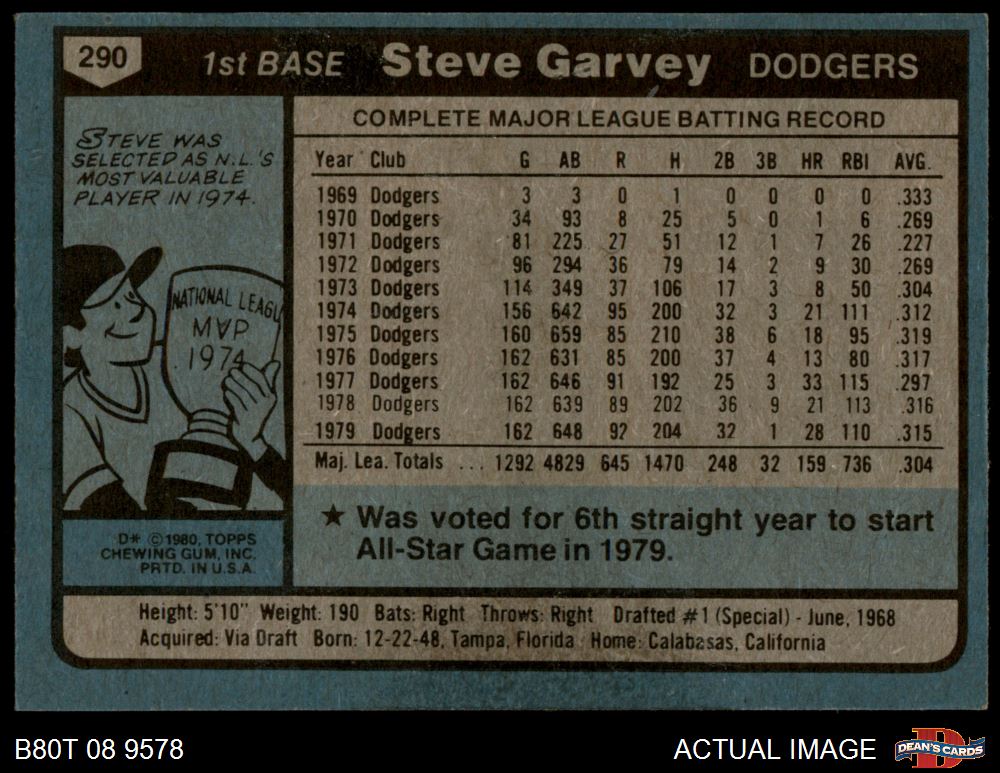 290 1st BASE Steve Garvey DODGERS
STEVE WAS
SELECTED AS N.L.'S
MOST VALUABLE
PLAYER IN 1974.
NATIONAL LEAGU
MVP
1974
D* © 1980, TOPPS
CHEWING GUM, INC.
PRTD. IN U.S.A.
COMPLETE MAJOR LEAGUE BATTING RECORD
Year Club G AB R H 2B 3B HR RBI AVG.
1969 Dodgers 3 3 0 1 0 0 0 0 .333
1970 Dodgers 34 93 8 25 5 0 1 6 .269
1971 Dodgers 81 225 27 51 12 1 7 26 .227
1972 Dodgers 96 294 36 79 14 2 9 30 .269
1973 Dodgers 114 349 37 106 17 3 8 50 .304
1974 Dodgers 156 642 95 200 32 3 21 111 .312
1975 Dodgers 160 659 85 210 38 6 18 95 .319
1976 Dodgers 162 631 85 200 37 4 13 80 .317
1977 Dodgers 162 646 91 192 25 3 33 115 .297
1978 Dodgers 162 639 89 202 36 9 21 113 .316
1979 Dodgers 162 648 92 204 32 1 28 110 .315
Maj. Lea. Totals ... 1292 4829 645 1470 248 32 159 736 .304
★ Was voted for 6th straight year to start
All-Star Game in 1979.
Height: 5'10" Weight: 190 Bats: Right Throws: Right Drafted #1 (Special) - June, 1968
Acquired: Via Draft Born: 12-22-48, Tampa, Florida Home: Calabasas, California
B80T 08 9578 ACTUAL IMAGE D DEAN'S CARDS